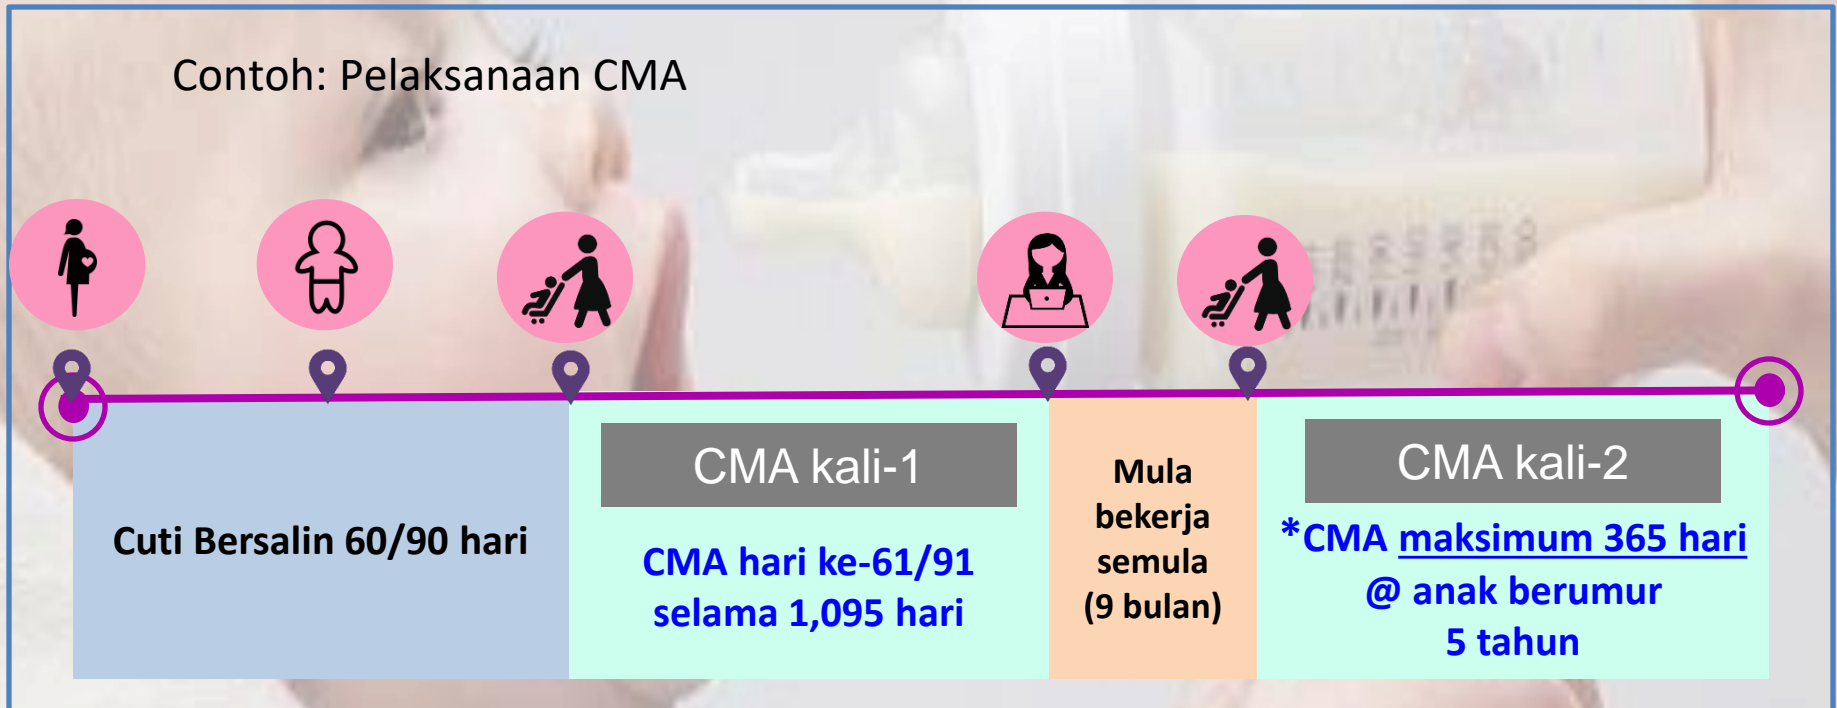 Contoh: Pelaksanaan CMA
Cuti Bersalin 60/90 hari
CMA kali-1
CMA hari ke-61/91
selama 1,095 hari
Mula
bekerja
semula
(9 bulan)
CMA kali-2
*CMA maksimum 365 hari
@ anak berumur
5 tahun